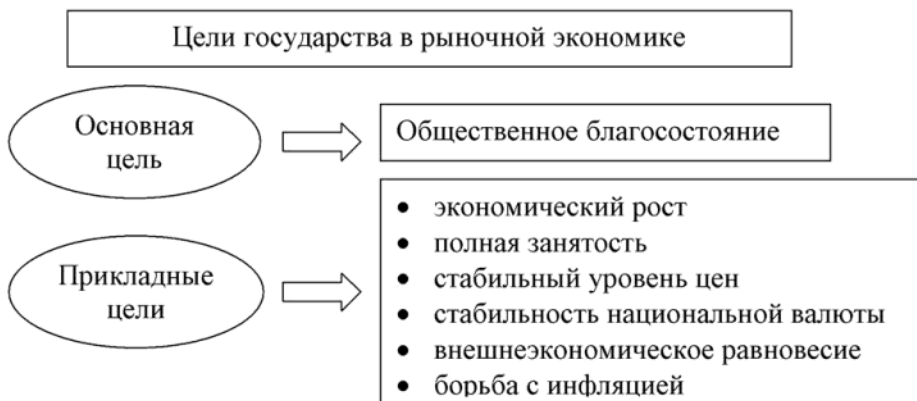 Цели государства в рыночной экономике
Основная
цель
Общественное благосостояние
Прикладные
цели
• экономический рост
• полная занятость
• стабильный уровень цен
• стабильность национальной валюты
• внешнеэкономическое равновесие
• борьба с инфляцией